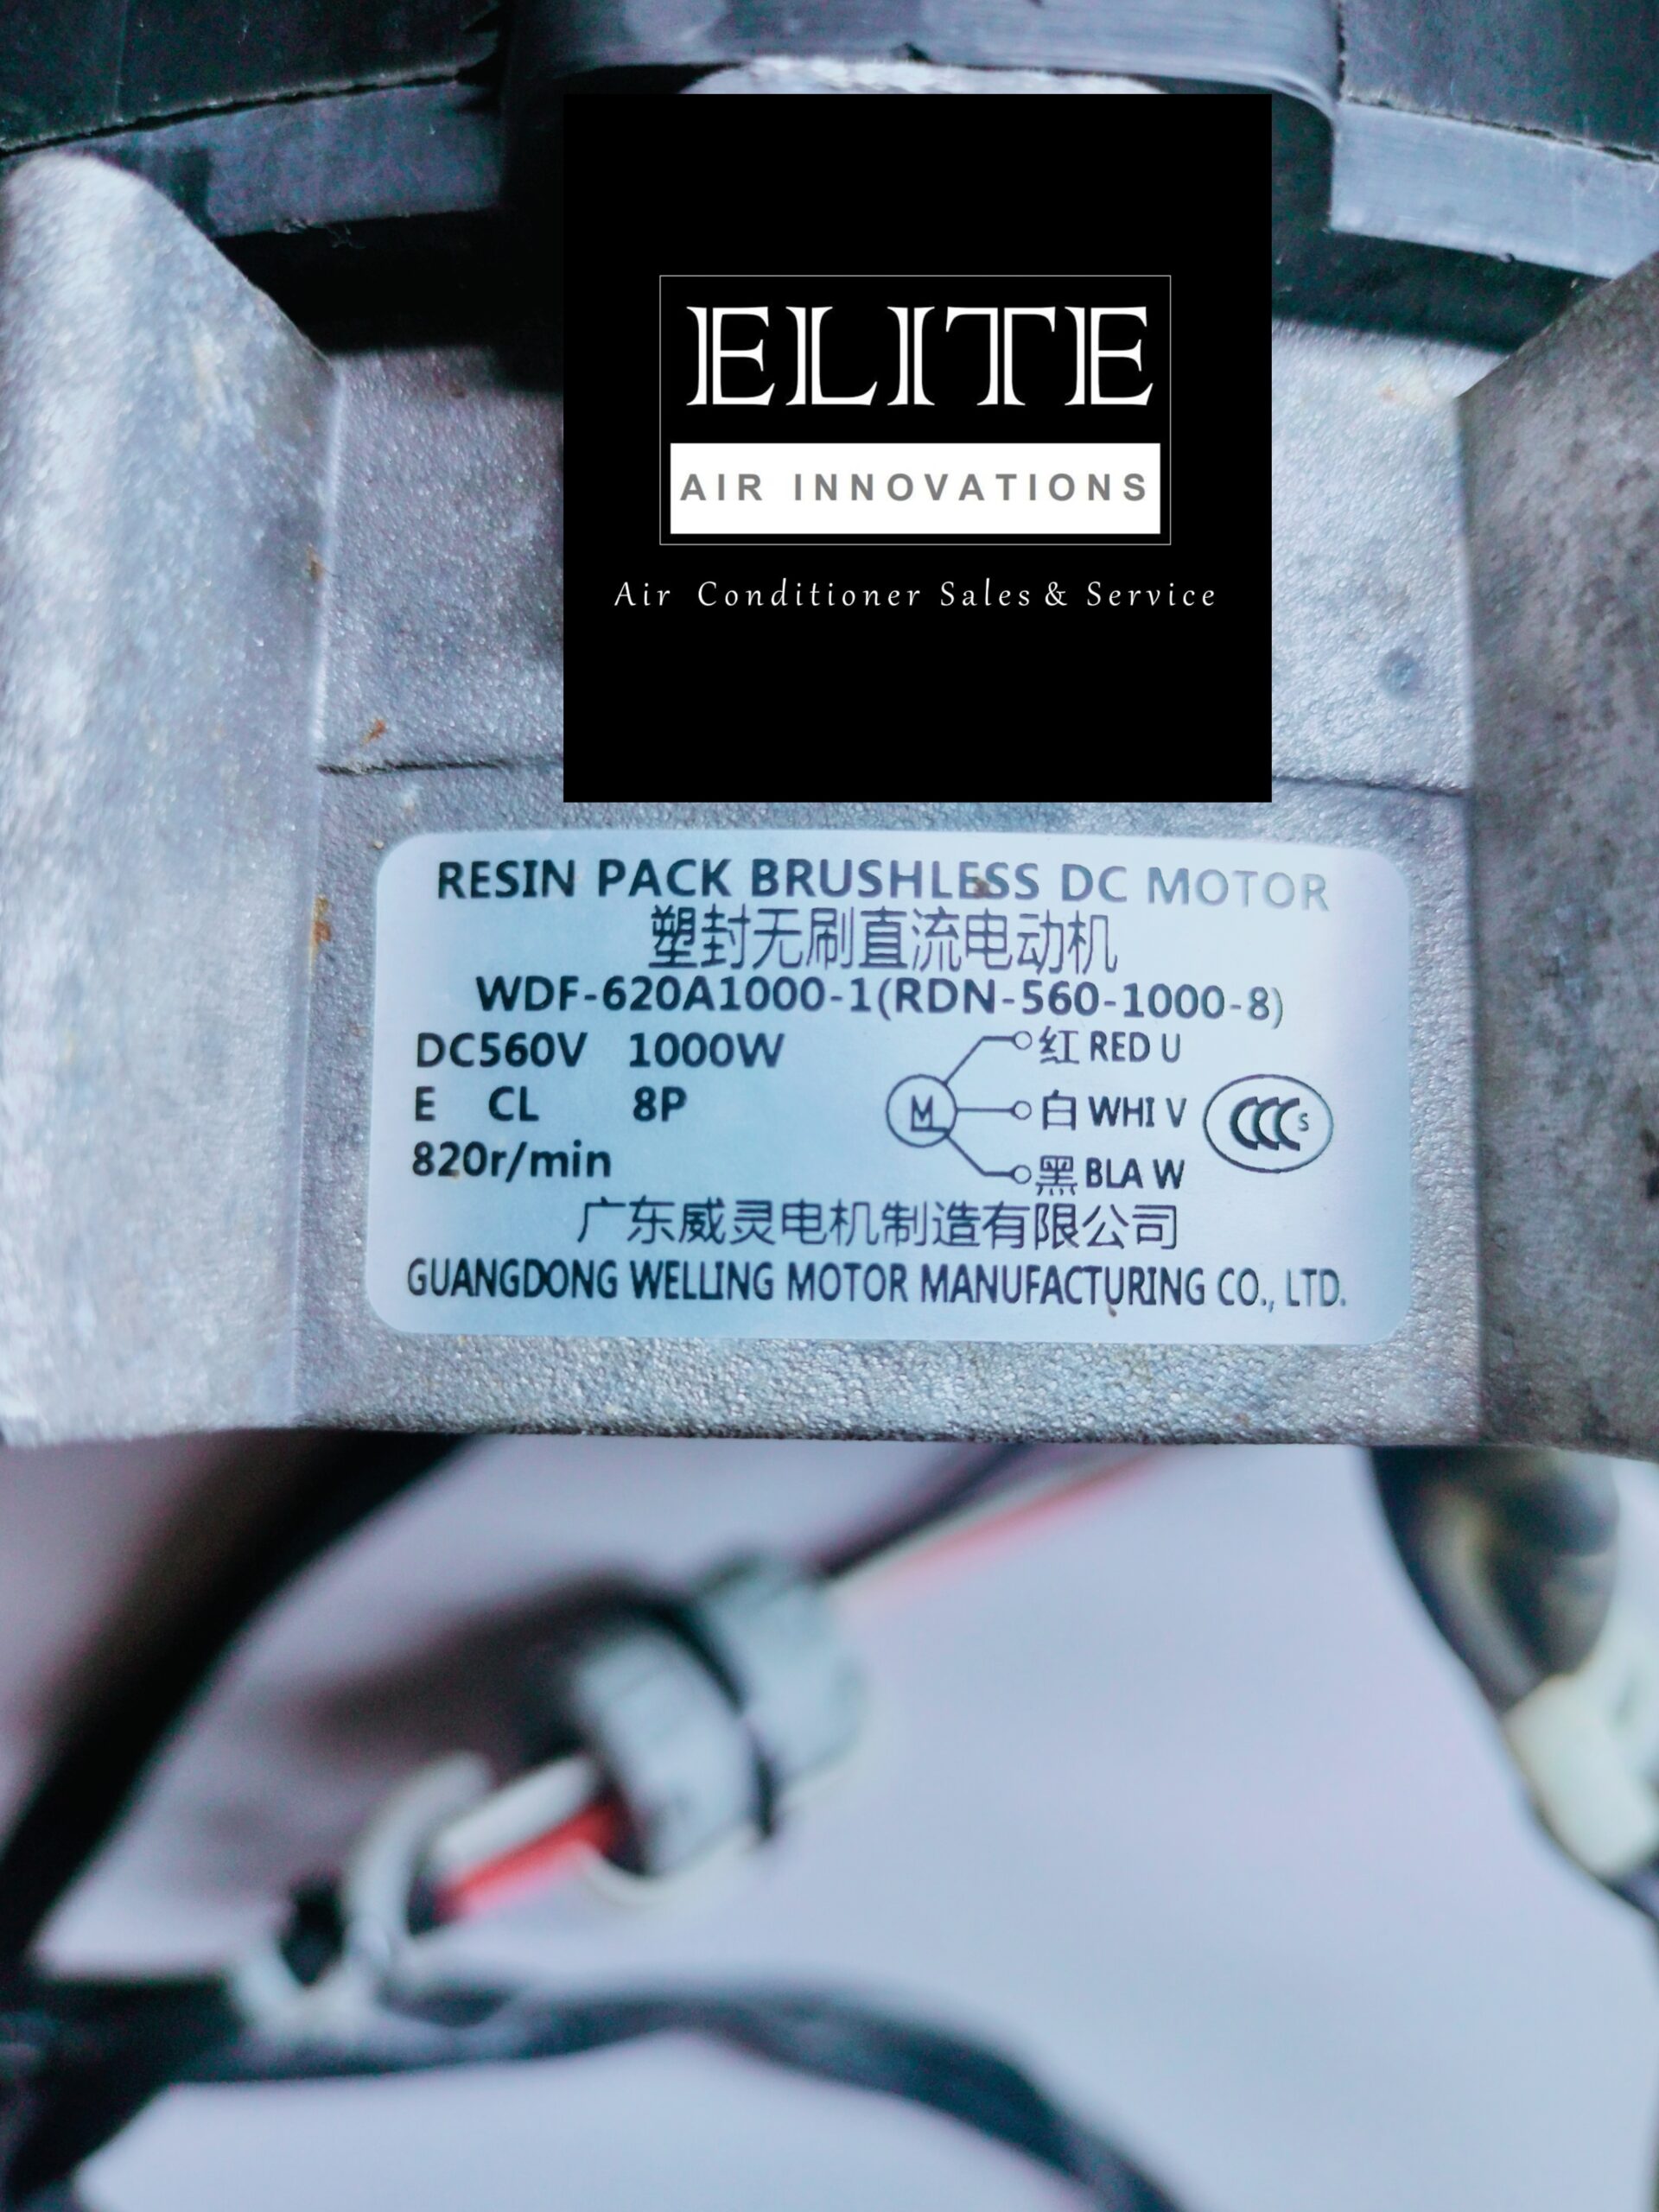 ELITE
AIR INNOVATIONS
Air Conditioner Sales & Service
RESIN PACK BRUSHLESS DC MOTOR
塑封无刷直流电动机
WDF-620A1000-1(RDN-560-1000-8)
DC560V 1000W
E CL 8P
820r/min
M
红 RED U
白 WHI V
黑 BLA W
CCC S
广东威灵电机制造有限公司
GUANGDONG WELLING MOTOR MANUFACTURING CO., LTD.